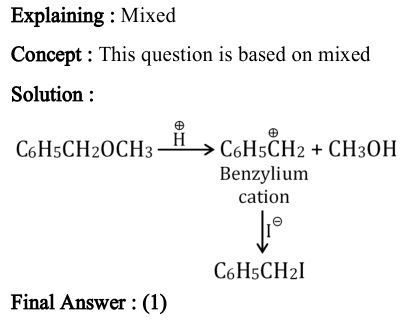 Explaining : Mixed
Concept : This question is based on mixed
Solution :
C6H5CH2OCH3 ⊕ H → C6H5CH2 ⊕ + CH3OH
Benzylium
cation
↓ I⊖
C6H5CH2I
Final Answer : (1)